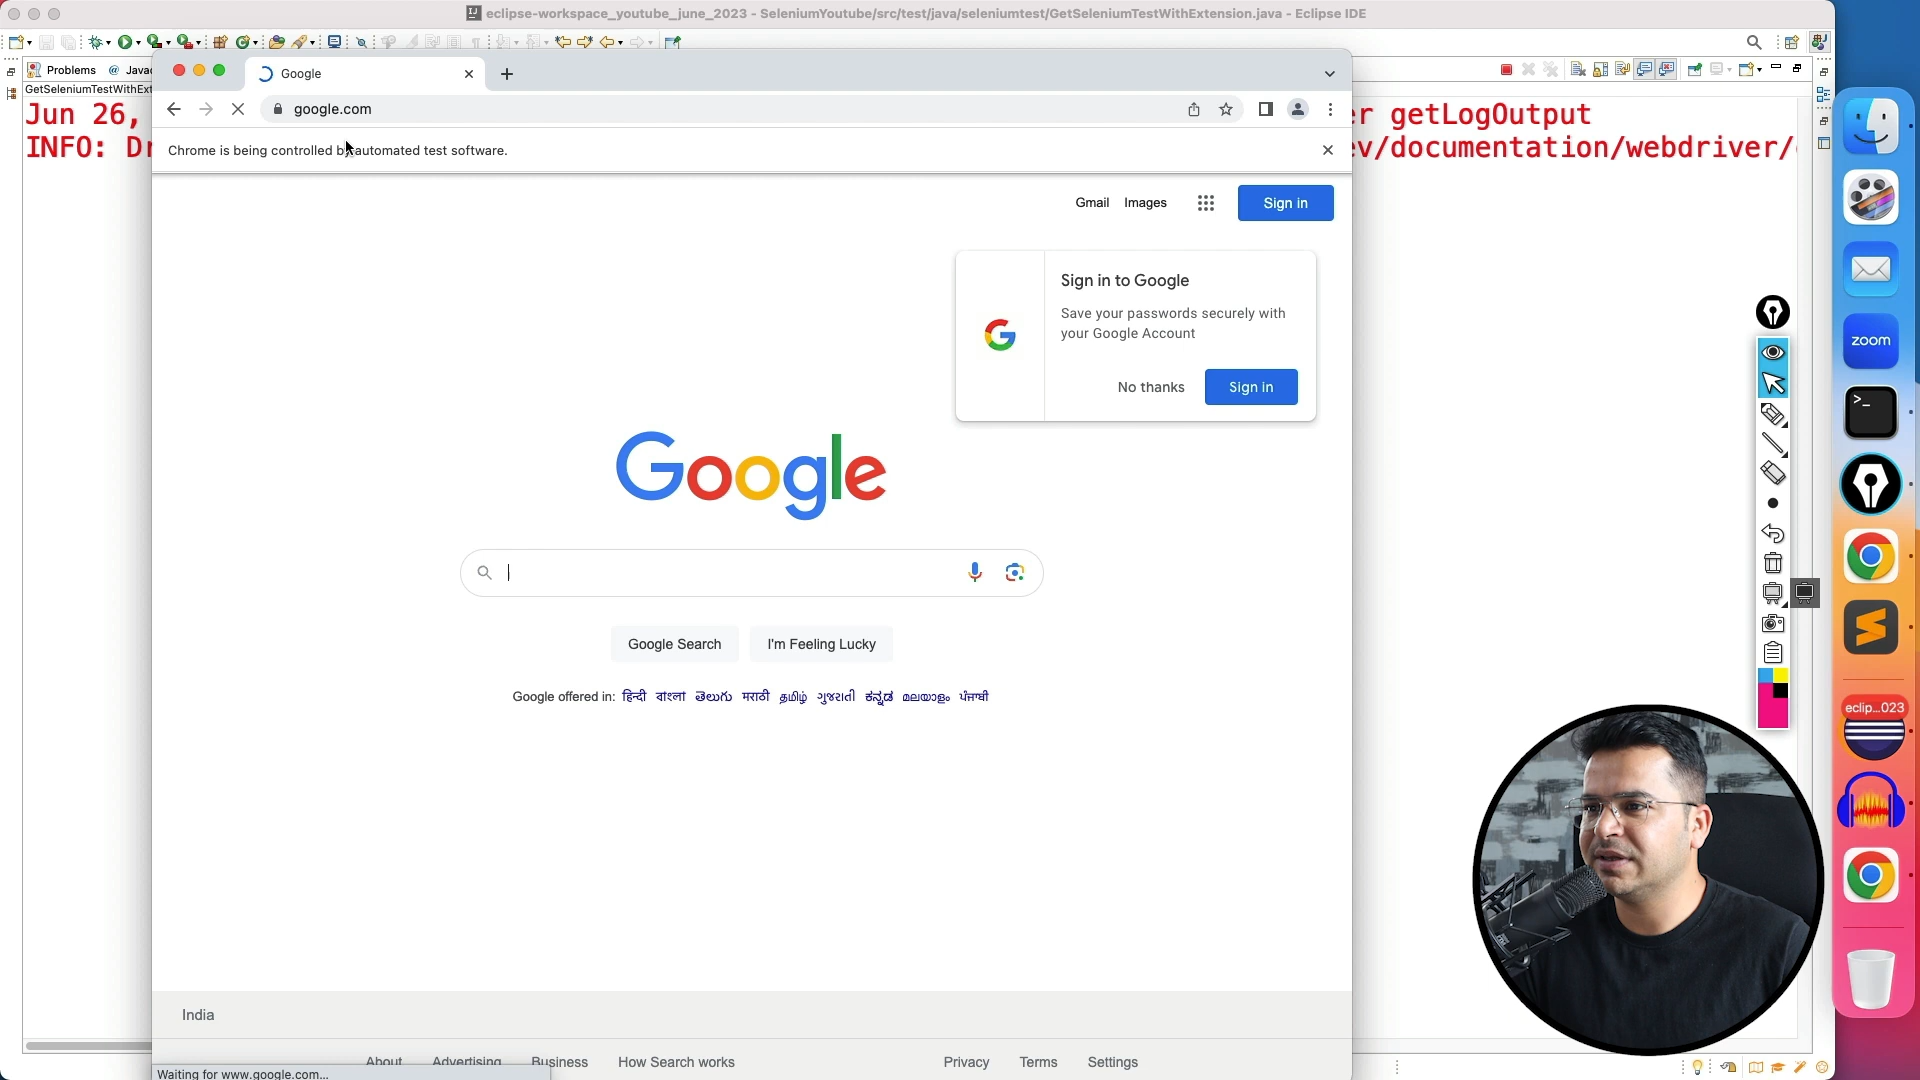 eclipse-workspace_youtube_june_2023 - SeleniumYoutube/src/test/java/seleniumtest/GetSeleniumTestWithExtension.java - Eclipse IDE
Problems @
GetSeleniumTestWithExt
Jun 26,
er getLogOutput
INFO:
ev/documentation/webdriver/
Google
google.com
Chrome is being controlled by automated test software.
Gmail Images Sign in
Sign in to Google
Save your passwords securely with
your Google Account
No thanks Sign in
Google
Google Search I'm Feeling Lucky
Google offered in: हिन्दी বাংলা తెలుగు मराठी தமிழ் ગુજરાતી ಕನ್ನಡ മലയാളം ਪੰਜਾਬੀ
India
About Advertising Business How Search works Privacy Terms Settings
Waiting for www.google.com...
zoom
eclip...023